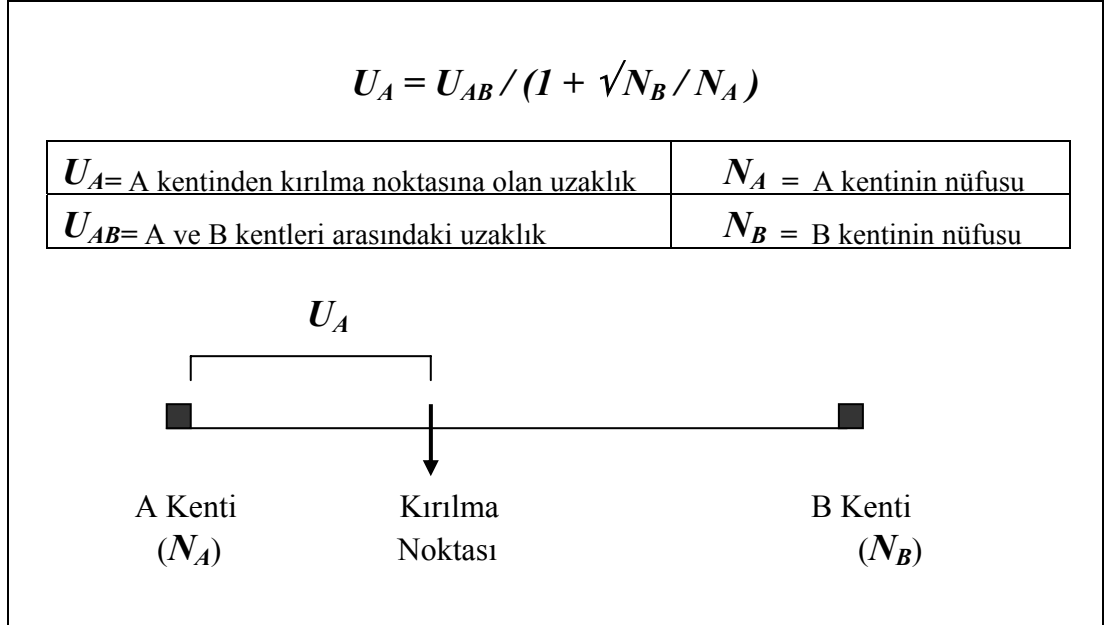 U_A = U_AB / (1 + √N_B / N_A )
U_A= A kentinden kırılma noktasına olan uzaklık N_A = A kentinin nüfusu
U_AB= A ve B kentleri arasındaki uzaklık N_B = B kentinin nüfusu
U_A
A Kenti Kırılma B Kenti
(N_A) Noktası (N_B)